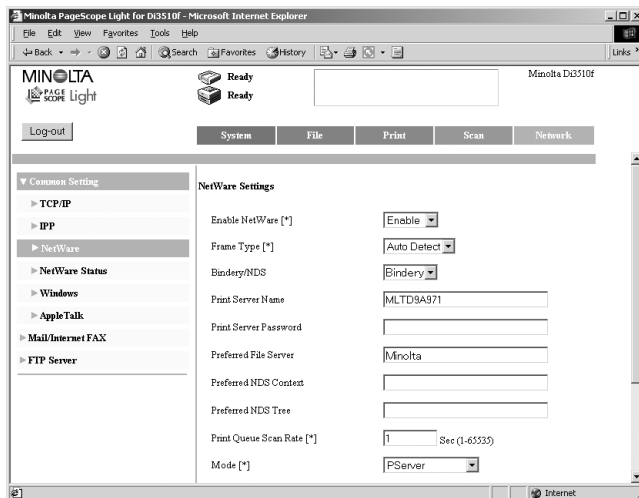 Minolta PageScope Light for Di3510f - Microsoft Internet Explorer
File Edit View Favorites Tools Help
Back Search Favorites History Links »
MINOLTA
PAGE SCOPE Light
Ready
Ready
Minolta Di3510f
Log-out
System File Print Scan Network
▼ Common Setting
▶ TCP/IP
▶ IPP
▶ NetWare
▶ NetWare Status
▶ Windows
▶ AppleTalk
▶ Mail/Internet FAX
▶ FTP Server
NetWare Settings
Enable NetWare [*] Enable
Frame Type [*] Auto Detect
Bindery/NDS Bindery
Print Server Name MLTD9A971
Print Server Password
Preferred File Server Minolta
Preferred NDS Context
Preferred NDS Tree
Print Queue Scan Rate [*] 1 Sec (1-65535)
Mode [*] PServer
Internet